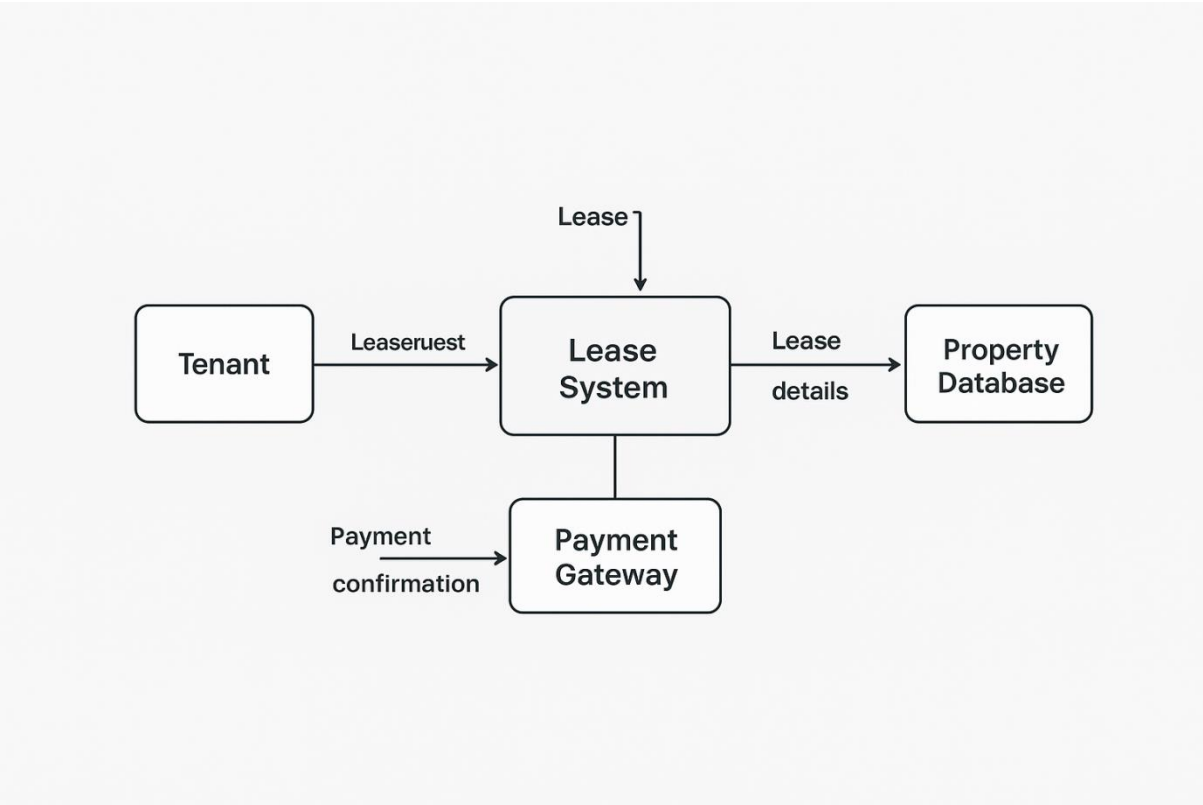 Lease
Tenant
Leaseruest
Lease
System
Lease
details
Property
Database
Payment
confirmation
Payment
Gateway